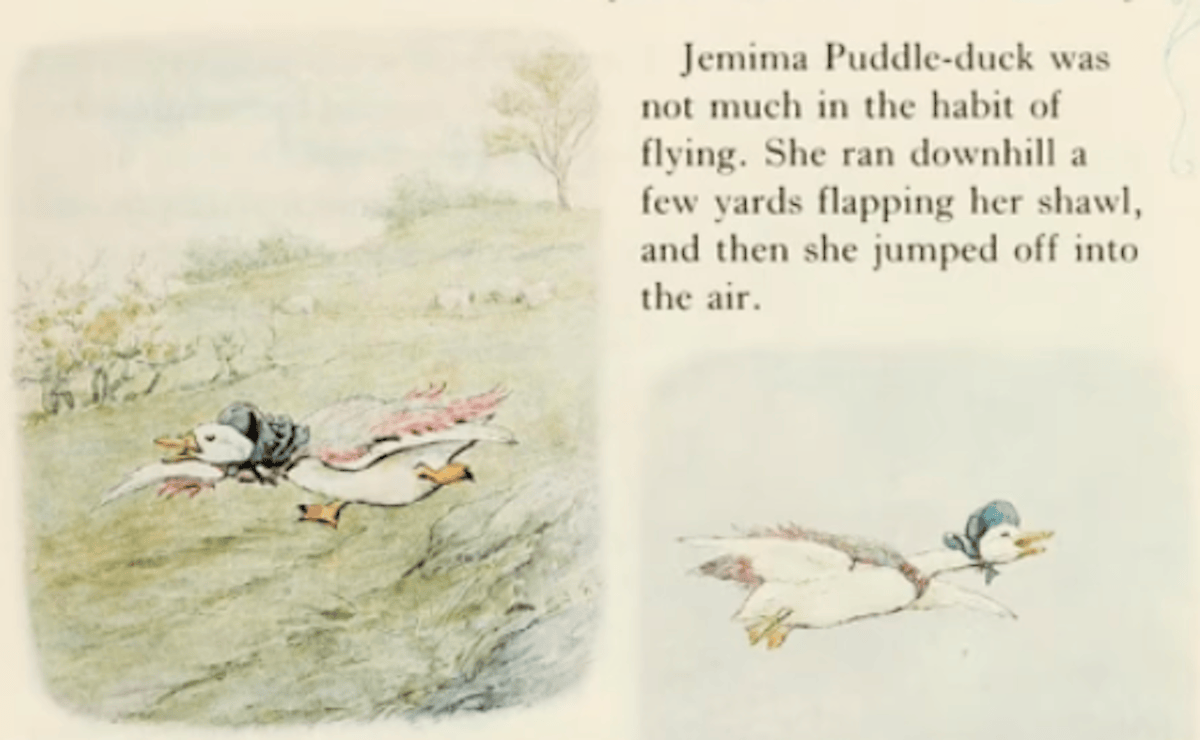 Jemima Puddle-duck was
not much in the habit of
flying. She ran downhill a
few yards flapping her shawl,
and then she jumped off into
the air.